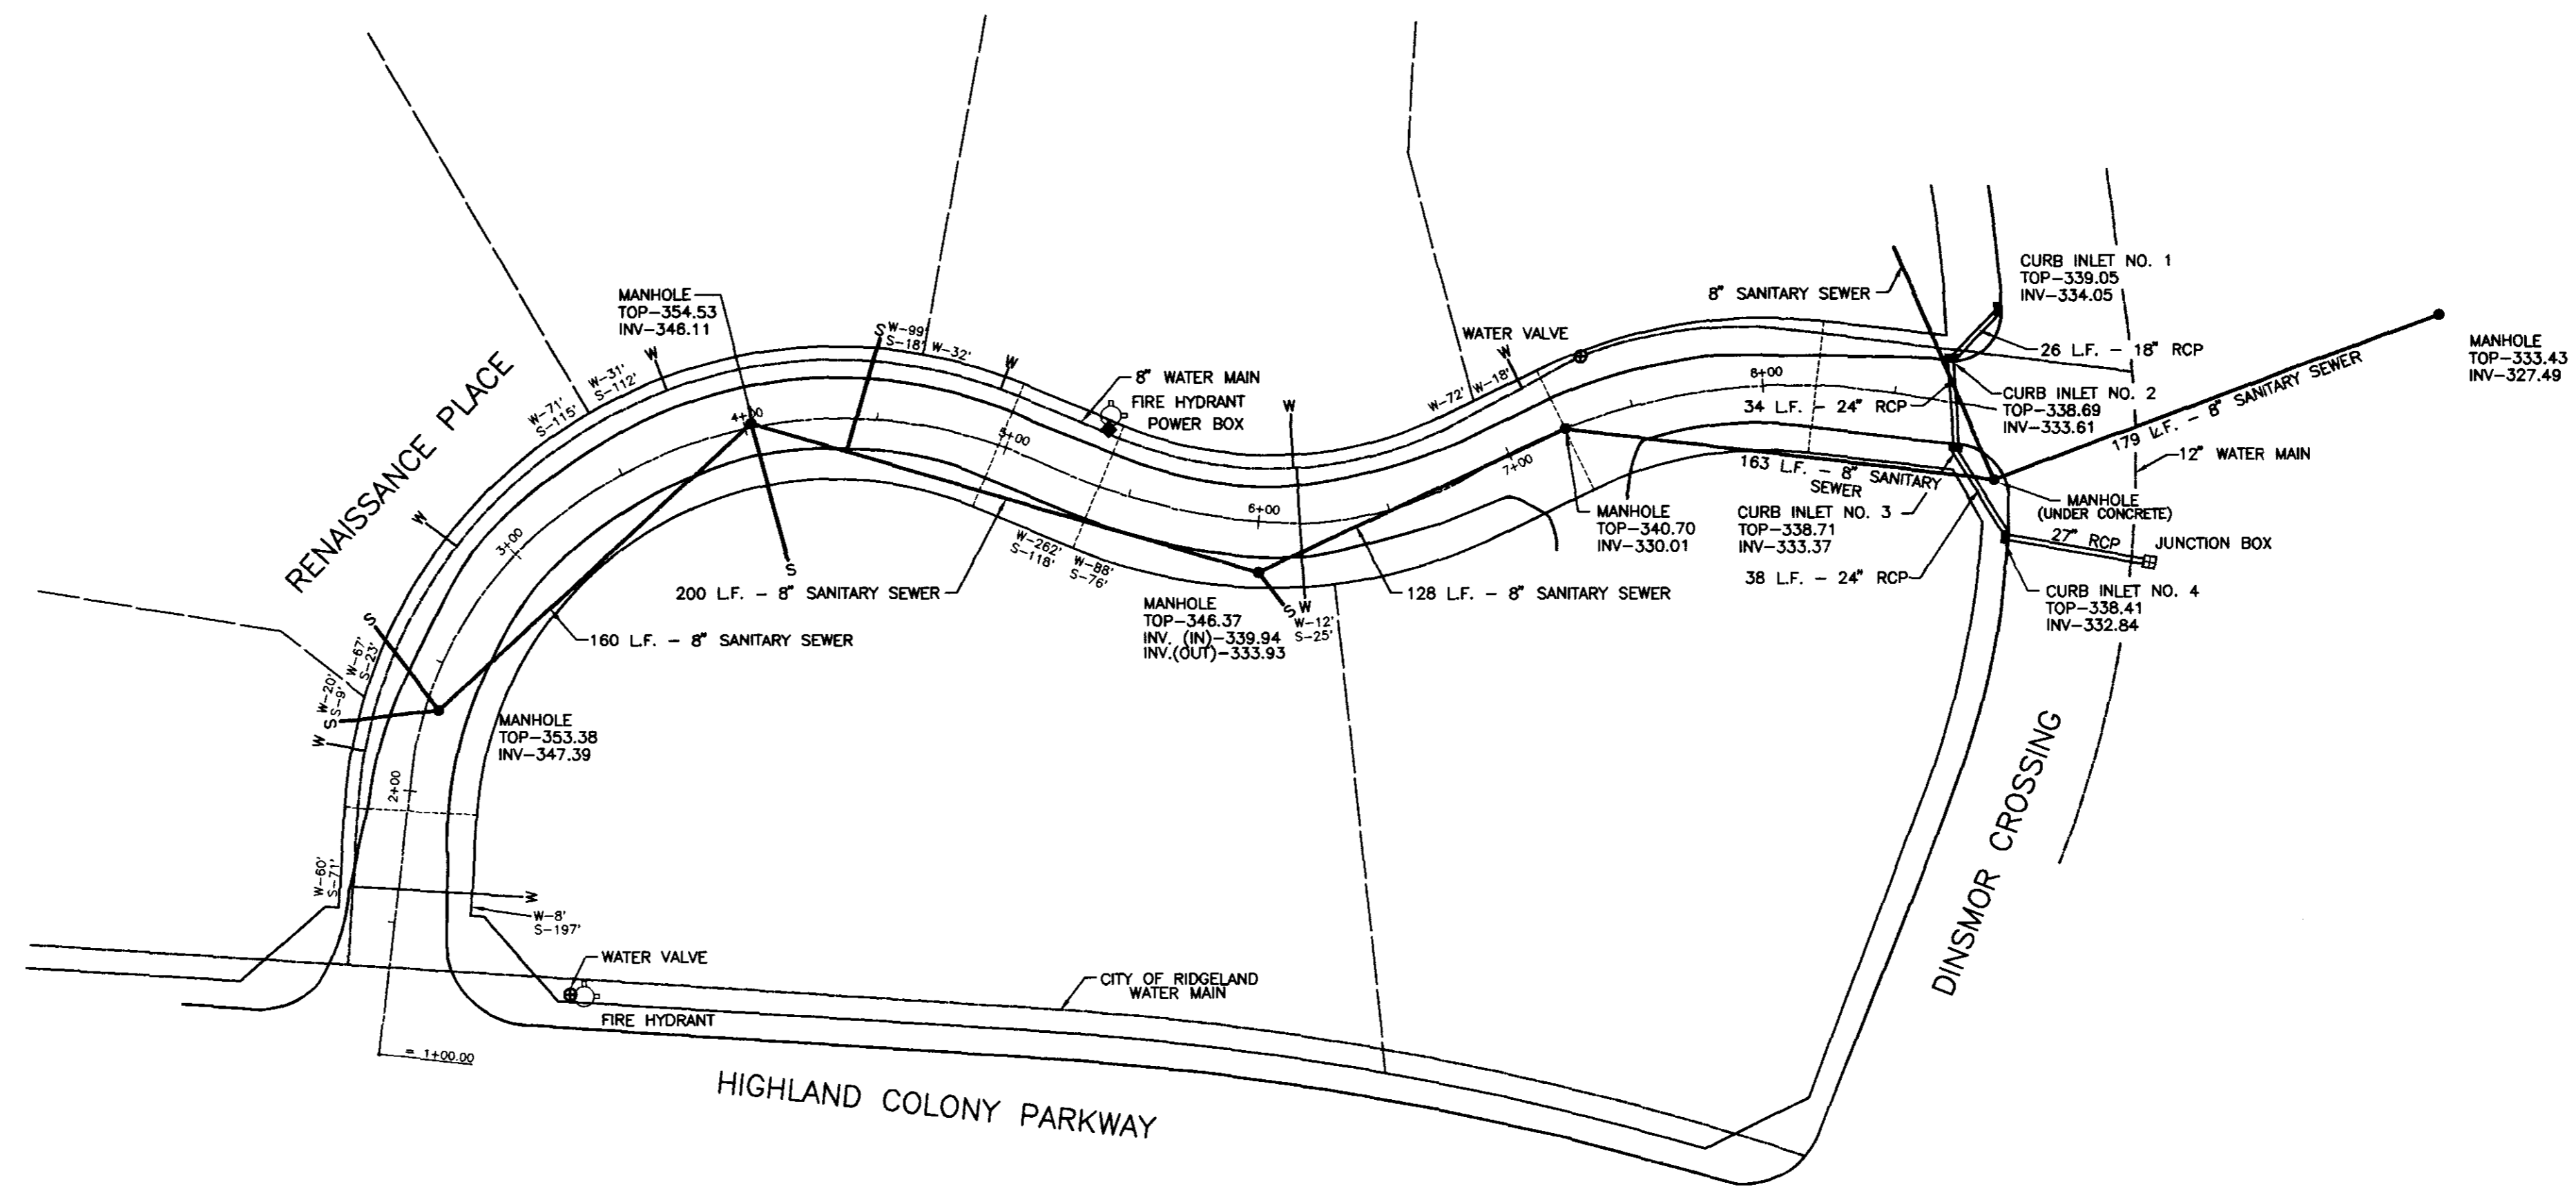 RENAISSANCE PLACE
MANHOLE
TOP-354.53
INV-346.11
W-31'
S-112'
W
W-71'
S-115'
S
W-99'
S-18'
W-32'
W
4+00
8" WATER MAIN
FIRE HYDRANT
POWER BOX
5+00
W
WATER VALVE
W
W-72'
W-18'
8" SANITARY SEWER
CURB INLET NO. 1
TOP-339.05
INV-334.05
26 L.F. - 18" RCP
MANHOLE
TOP-333.43
INV-327.49
8+00
34 L.F. - 24" RCP
CURB INLET NO. 2
TOP-338.69
INV-333.61
179 L.F. - 8" SANITARY SEWER
12" WATER MAIN
7+00
163 L.F. - 8" SANITARY
SEWER
MANHOLE
(UNDER CONCRETE)
MANHOLE
TOP-340.70
INV-330.01
CURB INLET NO. 3
TOP-338.71
INV-333.37
27" RCP
JUNCTION BOX
38 L.F. - 24" RCP
CURB INLET NO. 4
TOP-338.41
INV-332.84
W
3+00
6+00
W-262'
S-118'
W-88'
S-76'
S
200 L.F. - 8" SANITARY SEWER
128 L.F. - 8" SANITARY SEWER
MANHOLE
TOP-346.37
INV. (IN)-339.94
INV.(OUT)-333.93
S
W
W-12'
S-25'
160 L.F. - 8" SANITARY SEWER
S
W-67'
S-23'
W-20'
S-9'
S
W
MANHOLE
TOP-353.38
INV-347.39
2+00
W-60'
S-71'
W
W-8'
S-197'
WATER VALVE
FIRE HYDRANT
CITY OF RIDGELAND
WATER MAIN
DINSMOR CROSSING
= 1+00.00
HIGHLAND COLONY PARKWAY